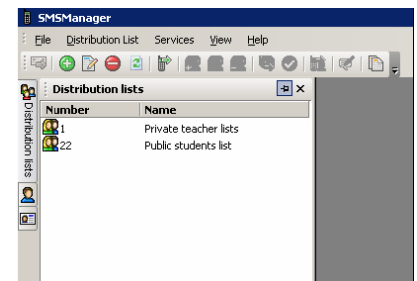 SMSManager
File Distribution List Services View Help
Distribution lists
Distribution lists
Number Name
1 Private teacher lists
22 Public students list